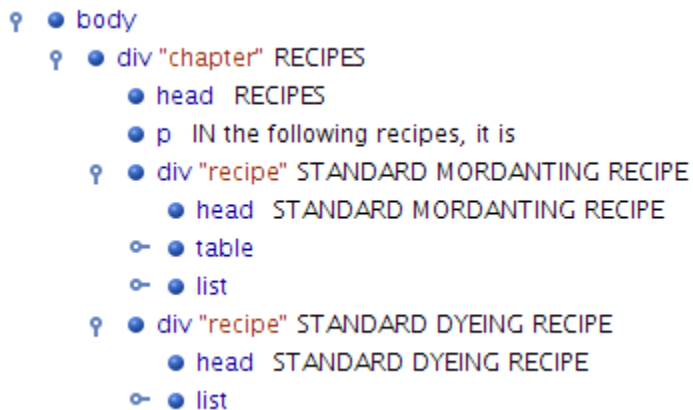 body
div "chapter" RECIPES
head RECIPES
p IN the following recipes, it is
div "recipe" STANDARD MORDANTING RECIPE
head STANDARD MORDANTING RECIPE
table
list
div "recipe" STANDARD DYEING RECIPE
head STANDARD DYEING RECIPE
list